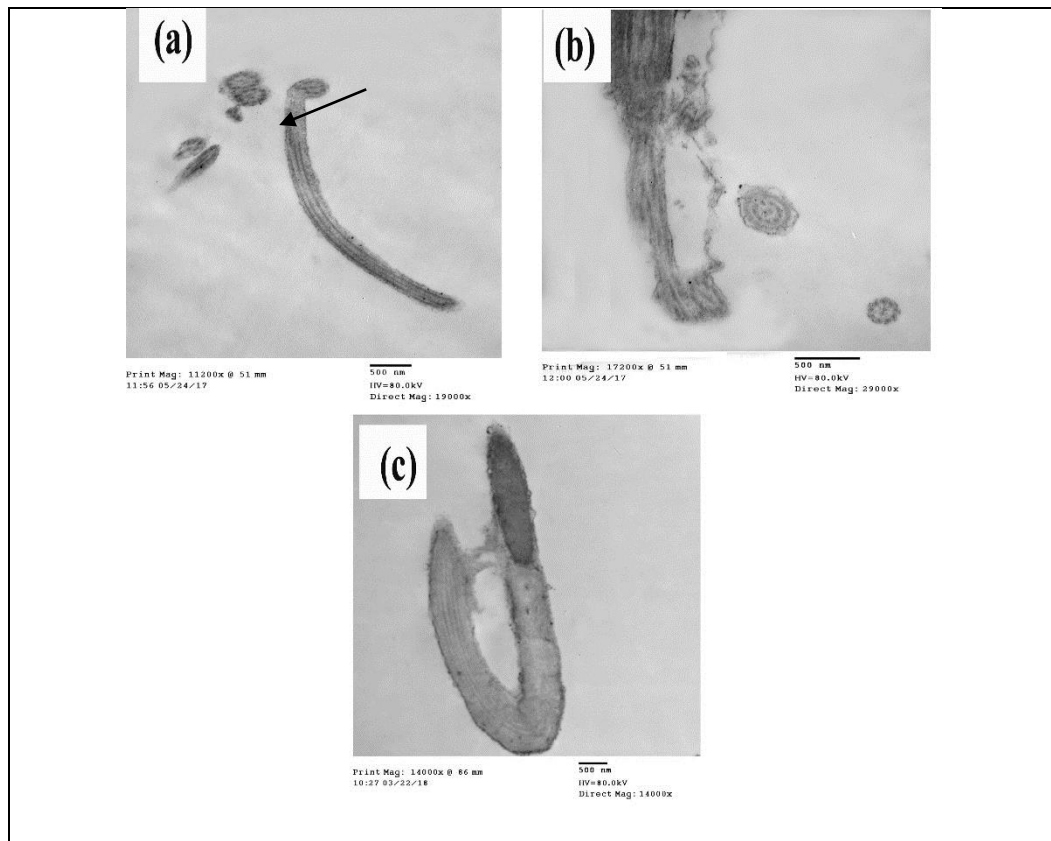 (a)
Print Mag: 11200x @ 51 mm
11:56 05/24/17
500 nm
HV=80.0kV
Direct Mag: 19000x
(b)
Print Mag: 17200x @ 51 mm
12:00 05/24/17
500 nm
HV=80.0kV
Direct Mag: 29000x
(c)
Print Mag: 14000x @ 86 mm
10:27 03/22/18
500 nm
HV=80.0kV
Direct Mag: 14000x